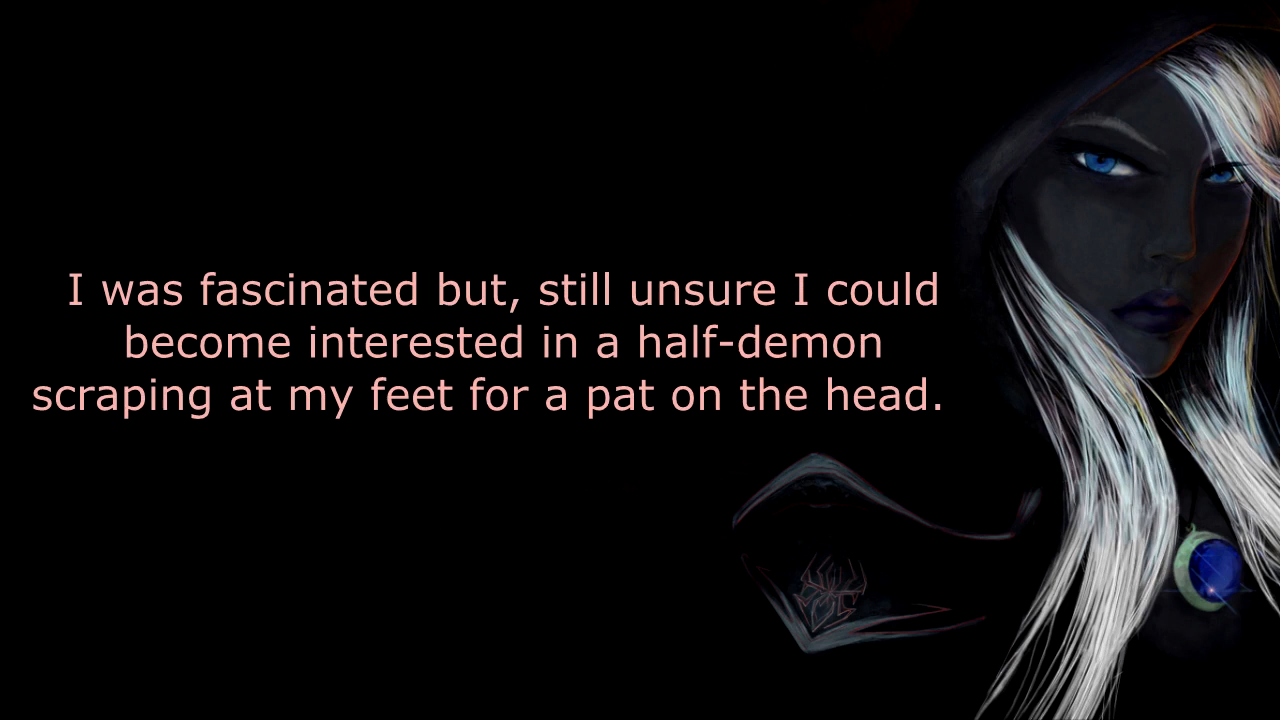 I was fascinated but, still unsure I could
become interested in a half-demon
scraping at my feet for a pat on the head.